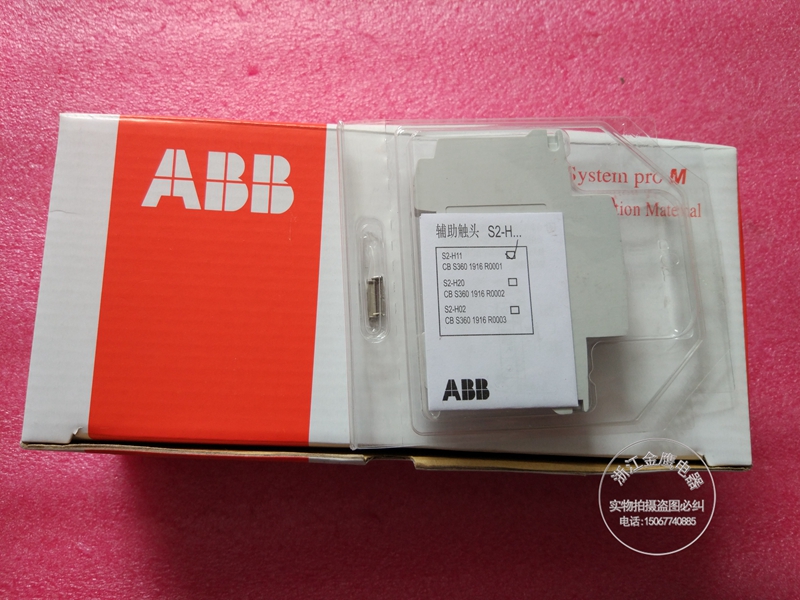 ABB
System pro M
tion Material
辅助触头 S2-H...
S2-H11
CB S360 1916 R0001
S2-H20
CB S360 1916 R0002
S2-H02
CB S360 1916 R0003
ABB
浙江金鹰电器
实物拍摄盗图必纠
电话:15067740885